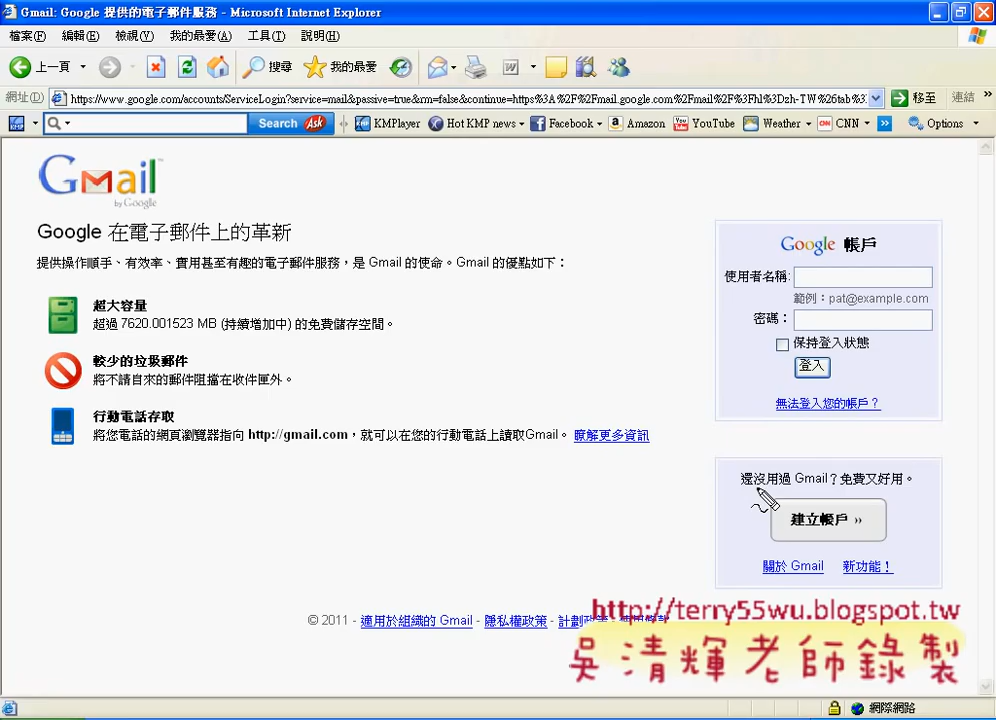 Gmail: Google 提供的電子郵件服務 - Microsoft Internet Explorer
檔案(F) 編輯(E) 檢視(V) 我的最愛(A) 工具(T) 說明(H)
上一頁 搜尋 我的最愛
網址(D) https://www.google.com/accounts/ServiceLogin?service=mail&passive=true&rm=false&continue=https%3A%2F%2Fmail.google.com%2Fmail%2F%3Fhl%3Dzh-TW%26tab%3 移至 連結 »
Search Ask KMPlayer Hot KMP news Facebook Amazon YouTube Weather CNN » Options
Gmail
by Google
Google 在電子郵件上的革新
提供操作順手、有效率、實用甚至有趣的電子郵件服務，是 Gmail 的使命。Gmail 的優點如下：
超大容量
超過 7620.001523 MB (持續增加中) 的免費儲存空間。
較少的垃圾郵件
將不請自來的郵件阻擋在收件匣外。
行動電話存取
將您電話的網頁瀏覽器指向 http://gmail.com，就可以在您的行動電話上讀取Gmail。 瞭解更多資訊
Google 帳戶
使用者名稱:
範例：pat@example.com
密碼：
保持登入狀態
登入
無法登入您的帳戶？
還沒用過 Gmail？免費又好用。
建立帳戶 »
關於 Gmail 新功能！
© 2011 - 適用於組織的 Gmail - 隱私權政策 - 計劃政策 - 使用條款
http://terry55wu.blogspot.tw
吳清輝老師錄製
網際網路